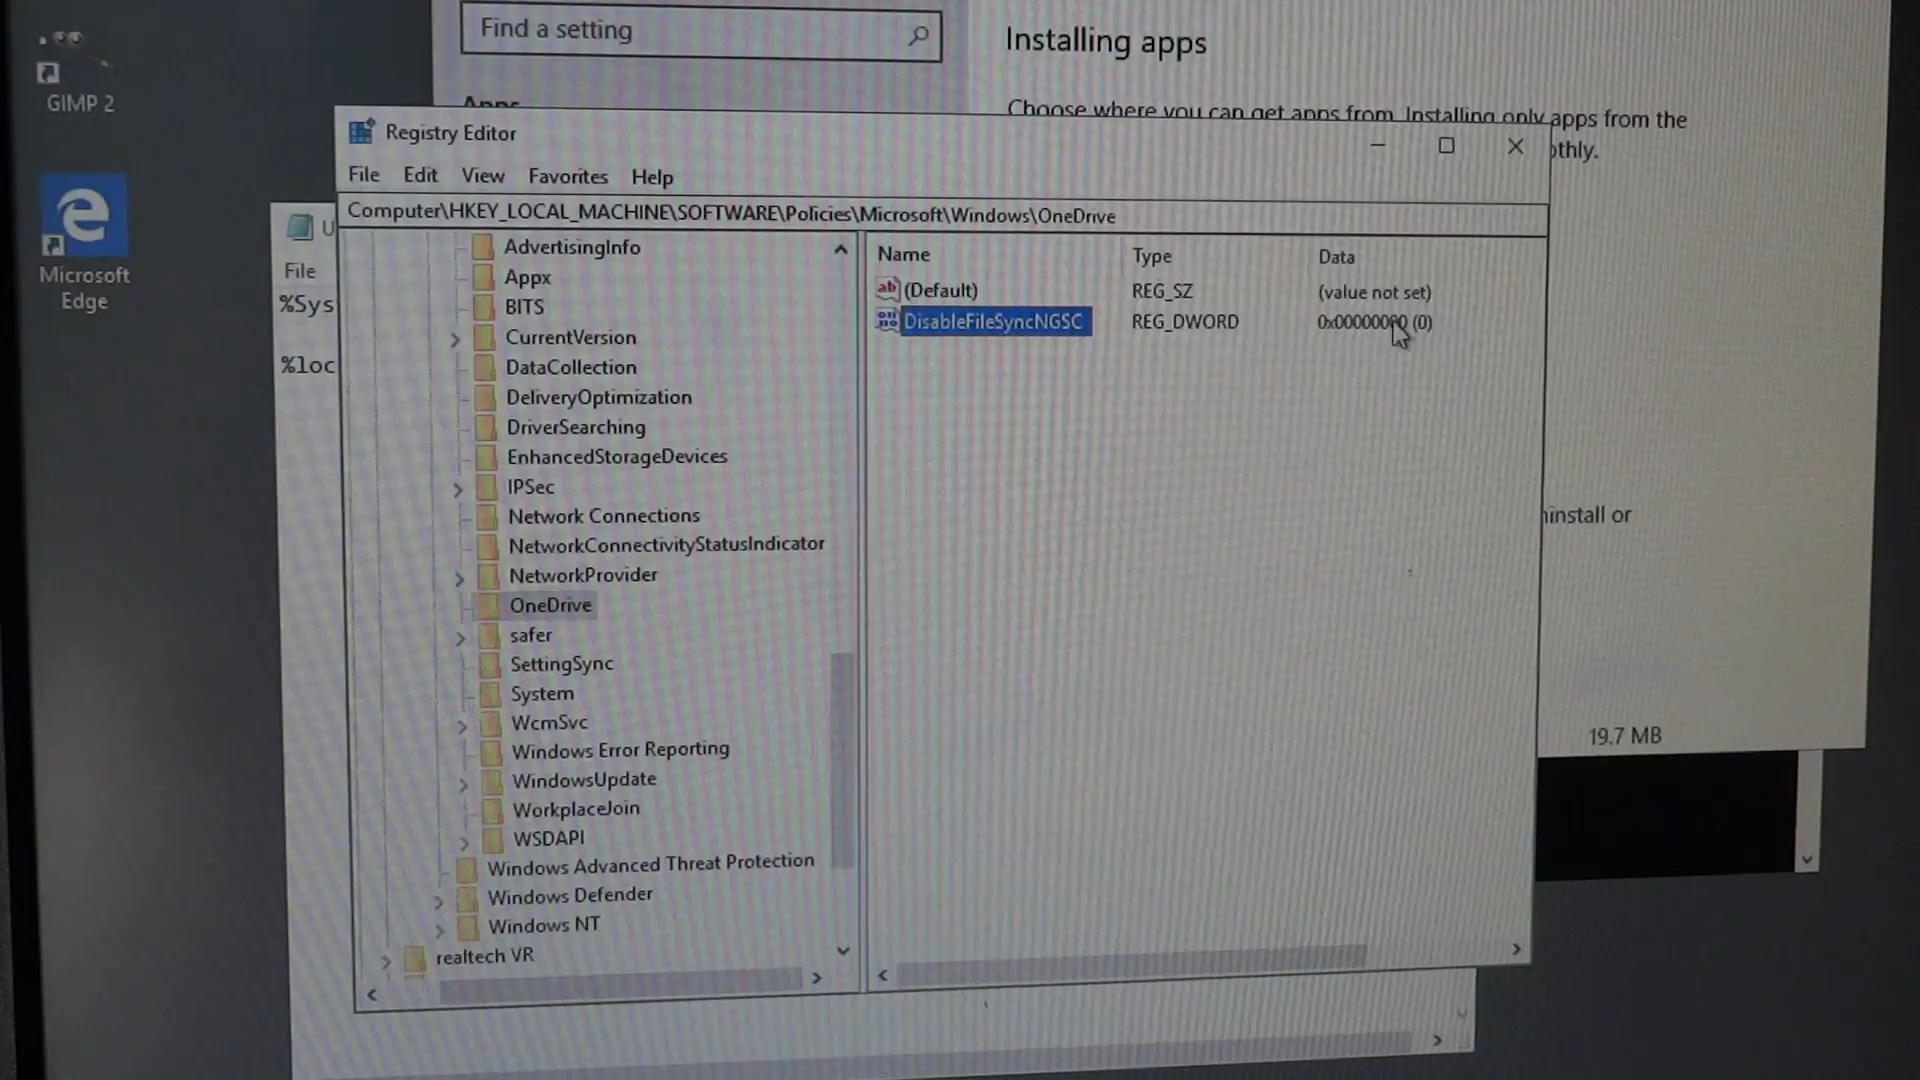 GIMP 2
Microsoft
Edge
Find a setting
Installing apps
Apps
Choose where you can get apps from. Installing only apps from the
othly.
Registry Editor
File Edit View Favorites Help
Computer\HKEY_LOCAL_MACHINE\SOFTWARE\Policies\Microsoft\Windows\OneDrive
U
File
%Sys
%loc
AdvertisingInfo
Appx
BITS
CurrentVersion
DataCollection
DeliveryOptimization
DriverSearching
EnhancedStorageDevices
IPSec
Network Connections
NetworkConnectivityStatusIndicator
NetworkProvider
OneDrive
safer
SettingSync
System
WcmSvc
Windows Error Reporting
WindowsUpdate
WorkplaceJoin
WSDAPI
Windows Advanced Threat Protection
Windows Defender
Windows NT
realtech VR
Name Type Data
(Default) REG_SZ (value not set)
DisableFileSyncNGSC REG_DWORD 0x00000000 (0)
ninstall or
19.7 MB